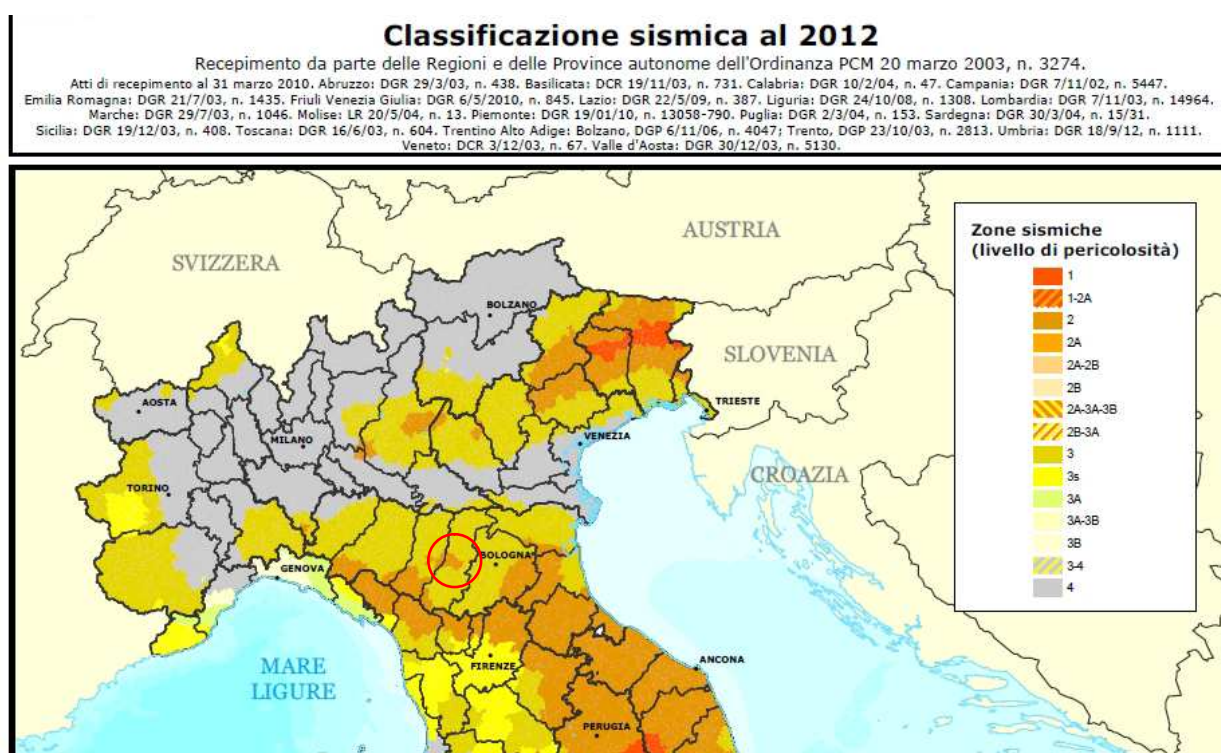 Classificazione sismica al 2012
Recepimento da parte delle Regioni e delle Province autonome dell'Ordinanza PCM 20 marzo 2003, n. 3274.
Atti di recepimento al 31 marzo 2010. Abruzzo: DGR 29/3/03, n. 438. Basilicata: DCR 19/11/03, n. 731. Calabria: DGR 10/2/04, n. 47. Campania: DGR 7/11/02, n. 5447.
Emilia Romagna: DGR 21/7/03, n. 1435. Friuli Venezia Giulia: DGR 6/5/2010, n. 845. Lazio: DGR 22/5/09, n. 387. Liguria: DGR 24/10/08, n. 1308. Lombardia: DGR 7/11/03, n. 14964.
Marche: DGR 29/7/03, n. 1046. Molise: LR 20/5/04, n. 13. Piemonte: DGR 19/01/10, n. 13058-790. Puglia: DGR 2/3/04, n. 153. Sardegna: DGR 30/3/04, n. 15/31.
Sicilia: DGR 19/12/03, n. 408. Toscana: DGR 16/6/03, n. 604. Trentino Alto Adige: Bolzano, DGP 6/11/06, n. 4047; Trento, DGP 23/10/03, n. 2813. Umbria: DGR 18/9/12, n. 1111.
Veneto: DCR 3/12/03, n. 67. Valle d'Aosta: DGR 30/12/03, n. 5130.
AUSTRIA
SVIZZERA
BOLZANO
SLOVENIA
AOSTA
TRIESTE
MILANO
VENEZIA
CROAZIA
TORINO
BOLOGNA
GENOVA
FIRENZE
ANCONA
MARE
LIGURE
PERUGIA
Zone sismiche
(livello di pericolosità)
1
1-2A
2
2A
2A-2B
2B
2A-3A-3B
2B-3A
3
3s
3A
3A-3B
3B
3-4
4